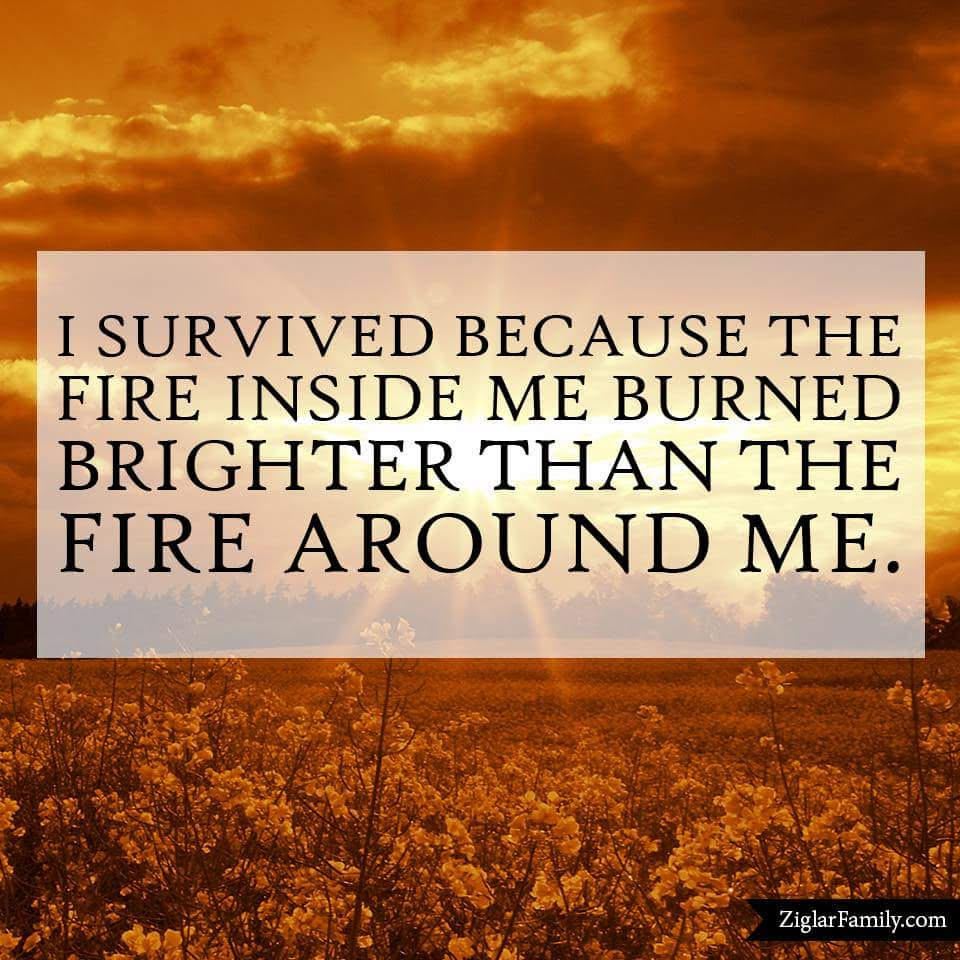 I SURVIVED BECAUSE THE
FIRE INSIDE ME BURNED
BRIGHTER THAN THE
FIRE AROUND ME.
ZiglarFamily.com